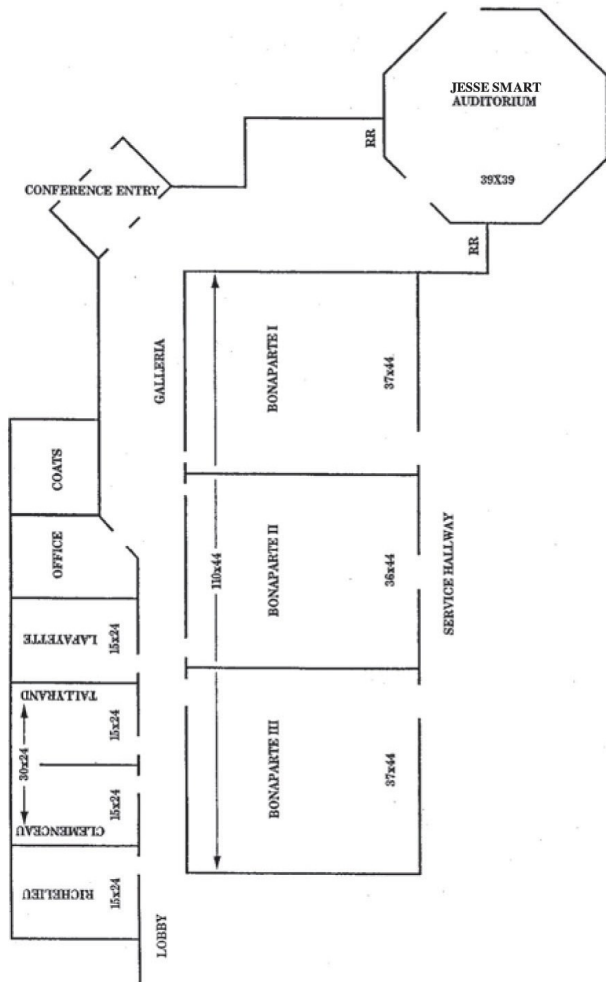 JESSE SMART
AUDITORIUM
RR
39X39
RR
CONFERENCE ENTRY
GALLERIA
BONAPARTE I
37x44
COATS
OFFICE
110x44
BONAPARTE II
36x44
SERVICE HALLWAY
LAFAYETTE
15x24
TALLYRAND
15x24
30x24
CLEMENCEAU
15x24
BONAPARTE III
37x44
RICHELIEU
15x24
LOBBY